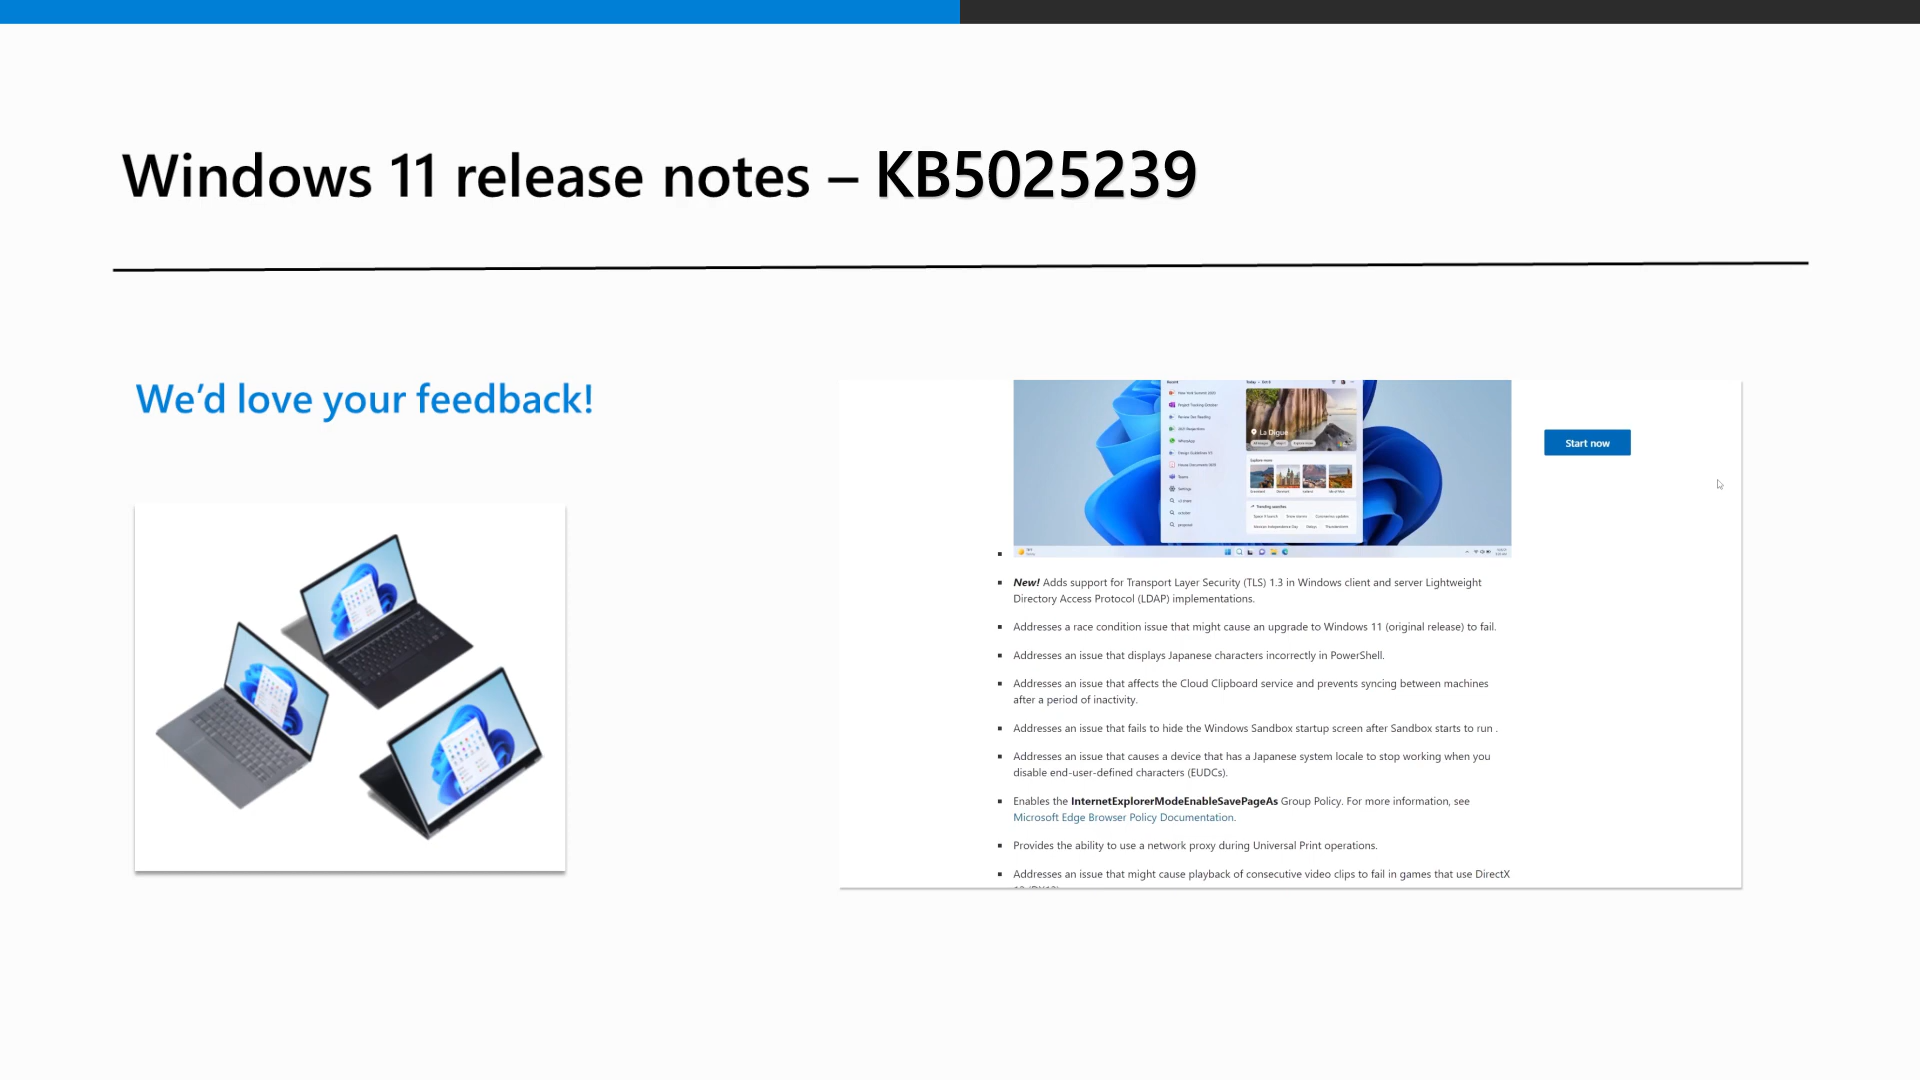 Windows 11 release notes – KB5025239
We’d love your feedback!
La Digue
Start now
New! Adds support for Transport Layer Security (TLS) 1.3 in Windows client and server Lightweight
Directory Access Protocol (LDAP) implementations.
Addresses a race condition issue that might cause an upgrade to Windows 11 (original release) to fail.
Addresses an issue that displays Japanese characters incorrectly in PowerShell.
Addresses an issue that affects the Cloud Clipboard service and prevents syncing between machines
after a period of inactivity.
Addresses an issue that fails to hide the Windows Sandbox startup screen after Sandbox starts to run .
Addresses an issue that causes a device that has a Japanese system locale to stop working when you
disable end-user-defined characters (EUDCs).
Enables the InternetExplorerModeEnableSavePageAs Group Policy. For more information, see
Microsoft Edge Browser Policy Documentation.
Provides the ability to use a network proxy during Universal Print operations.
Addresses an issue that might cause playback of consecutive video clips to fail in games that use DirectX